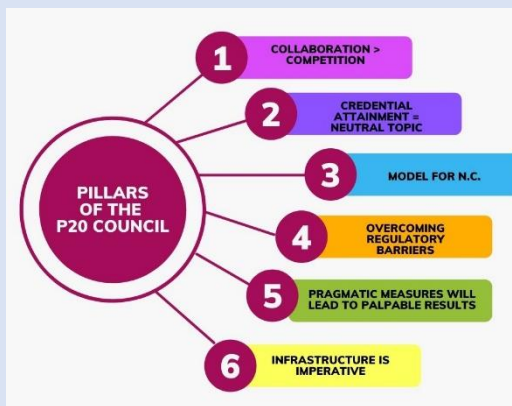 PILLARS
OF THE
P20 COUNCIL
1
COLLABORATION >
COMPETITION
2
CREDENTIAL
ATTAINMENT =
NEUTRAL TOPIC
3
MODEL FOR N.C.
4
OVERCOMING
REGULATORY
BARRIERS
5
PRAGMATIC MEASURES WILL
LEAD TO PALPABLE RESULTS
6
INFRASTRUCTURE IS
IMPERATIVE